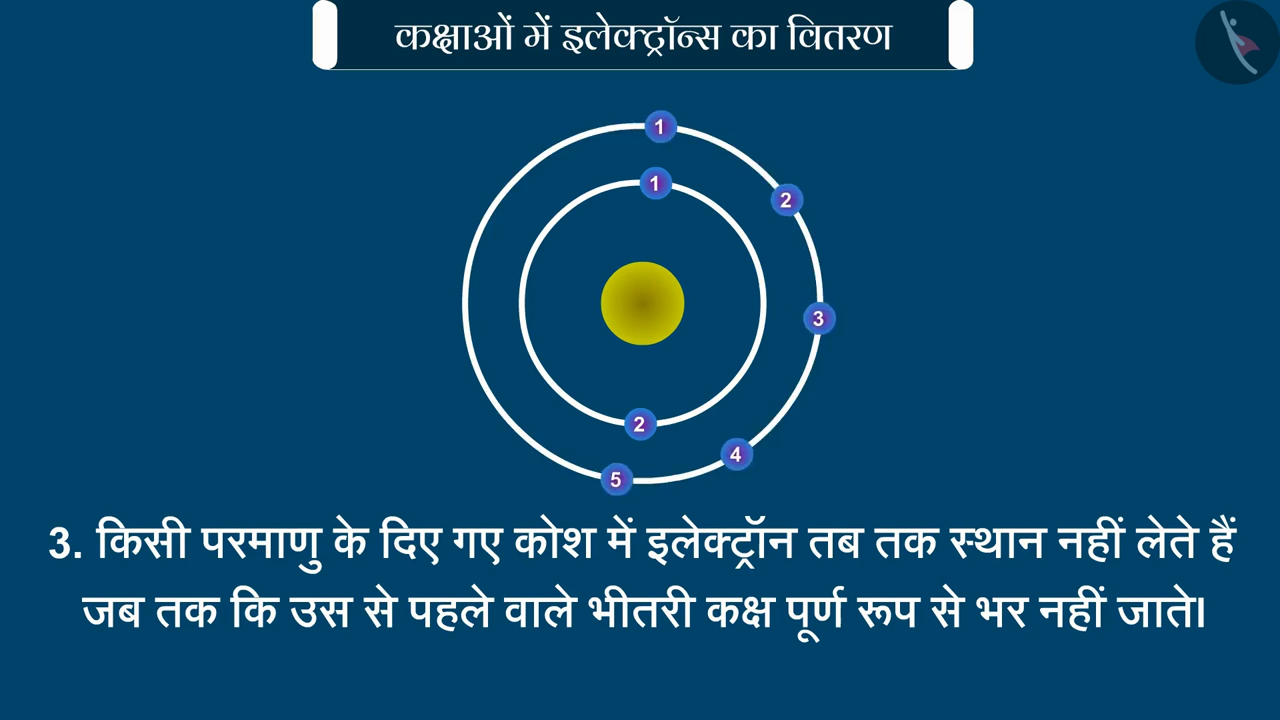 कक्षाओं में इलेक्ट्रॉन्स का वितरण
1
1
2
3
2
4
5
3. किसी परमाणु के दिए गए कोश में इलेक्ट्रॉन तब तक स्थान नहीं लेते हैं
जब तक कि उस से पहले वाले भीतरी कक्ष पूर्ण रूप से भर नहीं जाते।